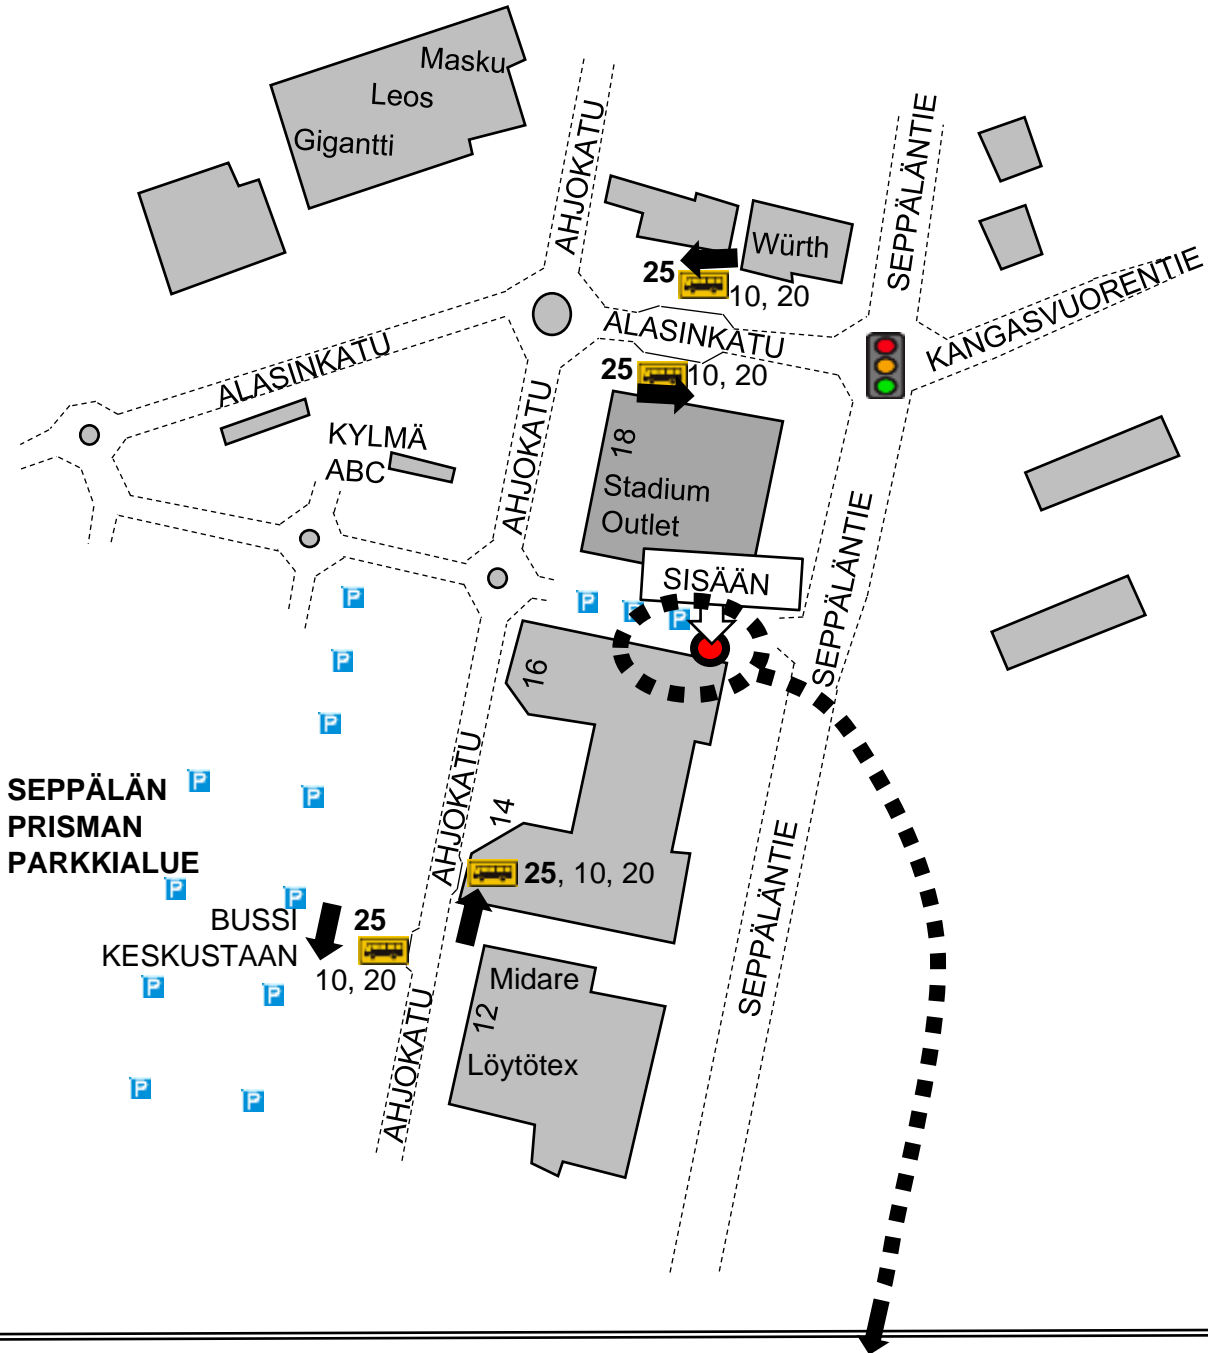 Masku
Leos
Gigantti
AHJOKATU
SEPPÄLÄNTIE
Würth
25
10, 20
KANGASVUORENTIE
ALASINKATU
ALASINKATU
25
10, 20
KYLMÄ
ABC
AHJOKATU
18
Stadium
Outlet
SEPPÄLÄNTIE
SISÄÄN
P
P
P
P
P
16
P
P
AHJOKATU
SEPPÄLÄN
PRISMAN
PARKKIALUE
P
P
14
SEPPÄLÄNTIE
25, 10, 20
P
P
BUSSI
KESKUSTAAN
25
10, 20
P
P
Midare
12
Löytötex
AHJOKATU
P
P